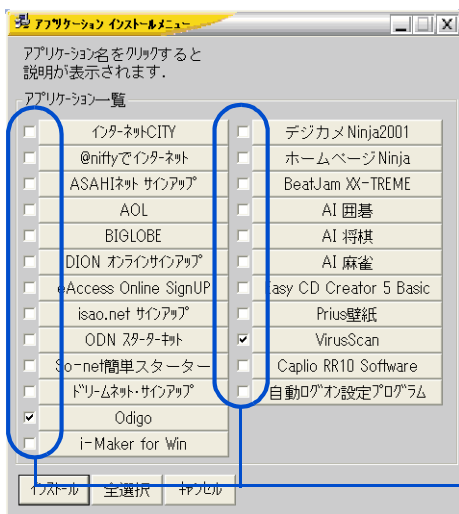 アプリケーション インストールメニュー
アプリケーション名をクリックすると
説明が表示されます.
アプリケーション一覧
インターネットCITY
@niftyでインターネット
ASAHIネット サインアップ
AOL
BIGLOBE
DION オンラインサインアップ
eAccess Online SignUP
isao.net サインアップ
ODN スターターキット
So-net簡単スターター
ドリームネット・サインアップ
Odigo
i-Maker for Win
デジカメNinja2001
ホームページNinja
BeatJam XX-TREME
AI 囲碁
AI 将棋
AI 麻雀
Easy CD Creator 5 Basic
Prius壁紙
VirusScan
Caplio RR10 Software
自動ログオン設定プログラム
インストール
全選択
キャンセル